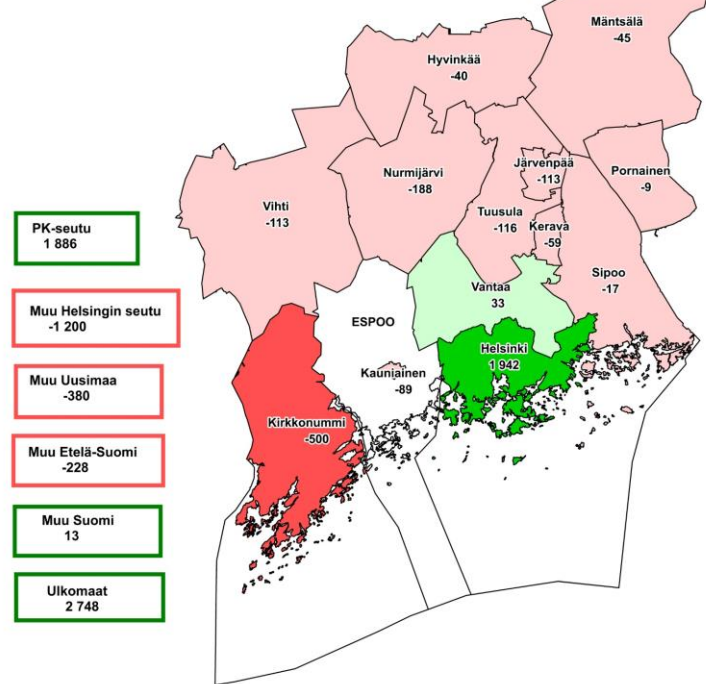 Mäntsälä
-45
Hyvinkää
-40
Järvenpää
-113
Nurmijärvi
-188
Pornainen
-9
Vihti
-113
Tuusula
-116
Kerava
-59
PK-seutu
1 886
Sipoo
-17
Vantaa
33
Muu Helsingin seutu
-1 200
ESPOO
Helsinki
1 942
Kauniainen
-89
Muu Uusimaa
-380
Kirkkonummi
-500
Muu Etelä-Suomi
-228
Muu Suomi
13
Ulkomaat
2 748